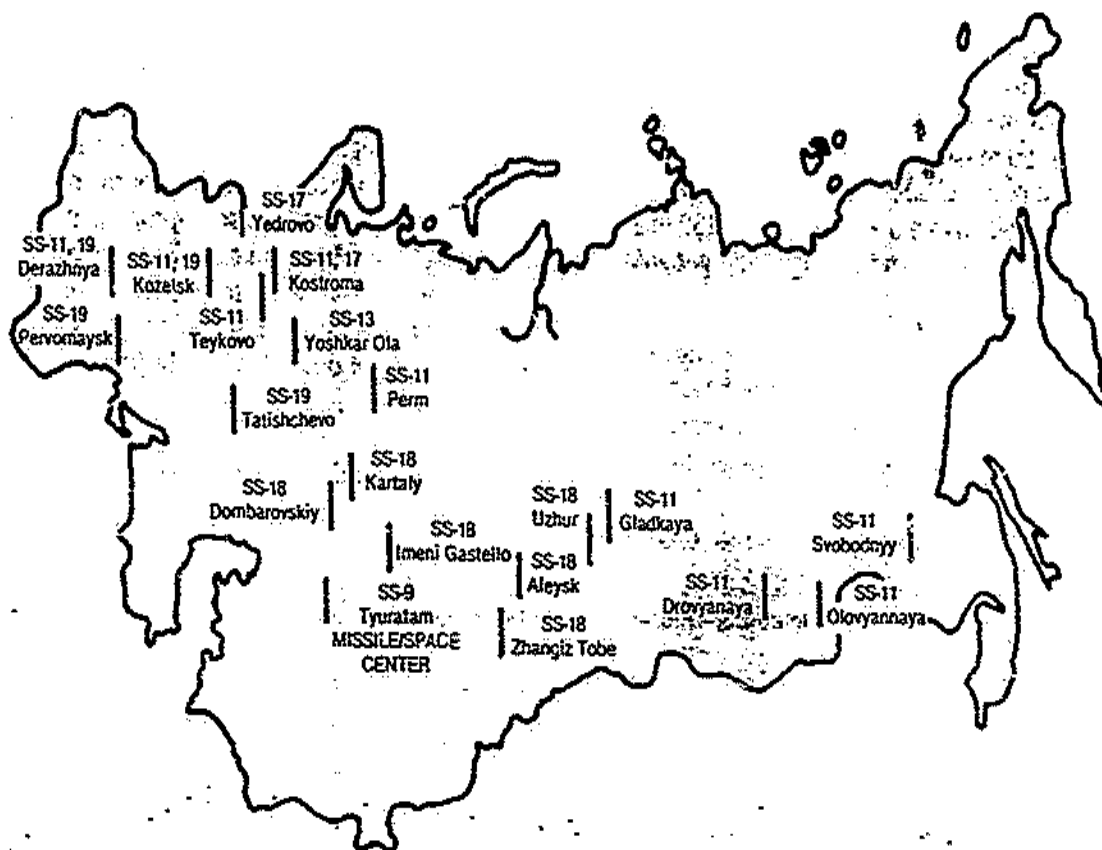 SS-17
Yedrovo
SS-11, 19
Derazhnya
SS-11, 19
Kozelsk
SS-11, 17
Kostroma
SS-19
Pervomaysk
SS-11
Teykovo
SS-13
Yoshkar Ola
SS-11
Perm
SS-19
Tatishchevo
SS-18
Kartaly
SS-18
Dombarovskiy
SS-18
Imeni Gastello
SS-18
Uzhur
SS-11
Gladkaya
SS-11
Svobodnyy
SS-18
Aleysk
SS-9
Tyuratam
MISSILE/SPACE
CENTER
SS-18
Zhangiz Tobe
SS-11
Drovyanaya
SS-11
Olovyannaya